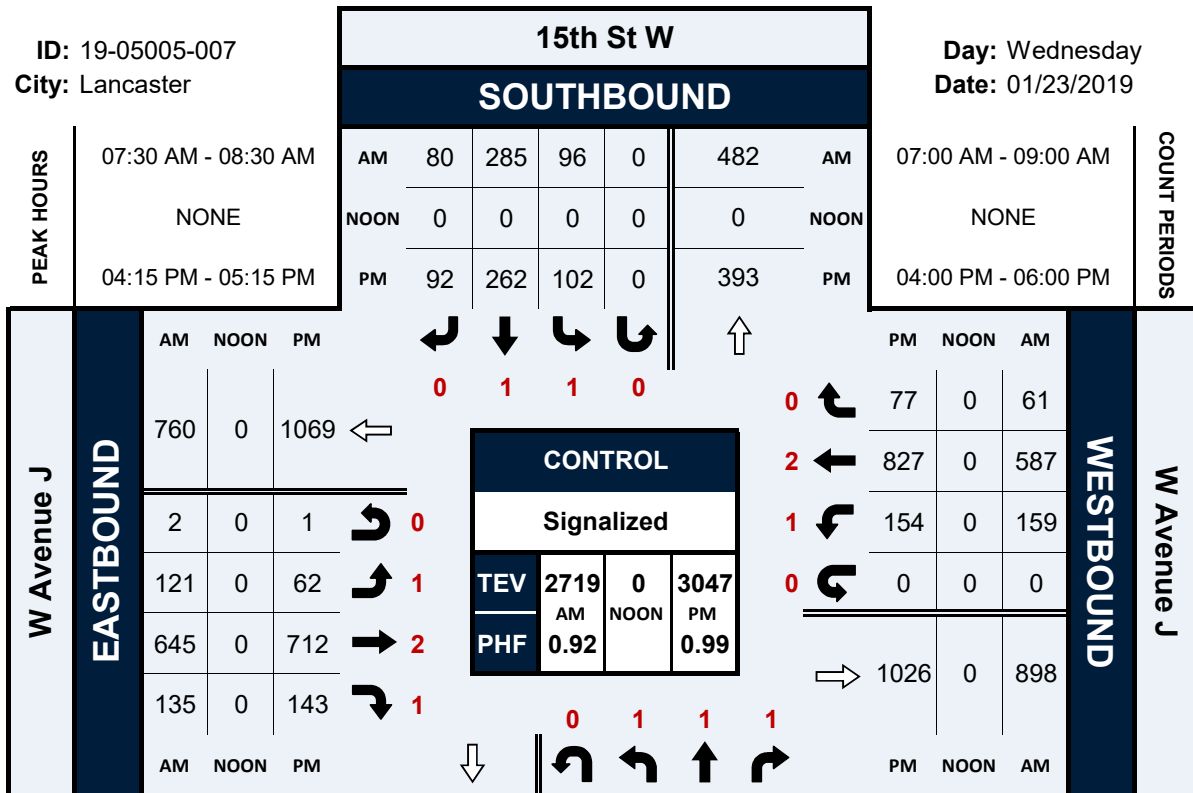 15th St W
ID: 19-05005-007
Day: Wednesday
City: Lancaster
Date: 01/23/2019
SOUTHBOUND
PEAK HOURS
07:30 AM - 08:30 AM
AM 80 285 96 0 482 AM
07:00 AM - 09:00 AM
COUNT PERIODS
NONE
NOON 0 0 0 0 0 NOON
NONE
04:15 PM - 05:15 PM
PM 92 262 102 0 393 PM
04:00 PM - 06:00 PM
W Avenue J
EASTBOUND
AM NOON PM
PM NOON AM
WESTBOUND
W Avenue J
0 1 1 0
0 77 0 61
760 0 1069
CONTROL
2 827 0 587
Signalized
2 0 1 0
1 154 0 159
121 0 62 1
TEV 2719 0 3047
AM NOON PM
0 0 0 0
645 0 712 2
PHF 0.92 0.99
1026 0 898
135 0 143 1
0 1 1 1
AM NOON PM
PM NOON AM